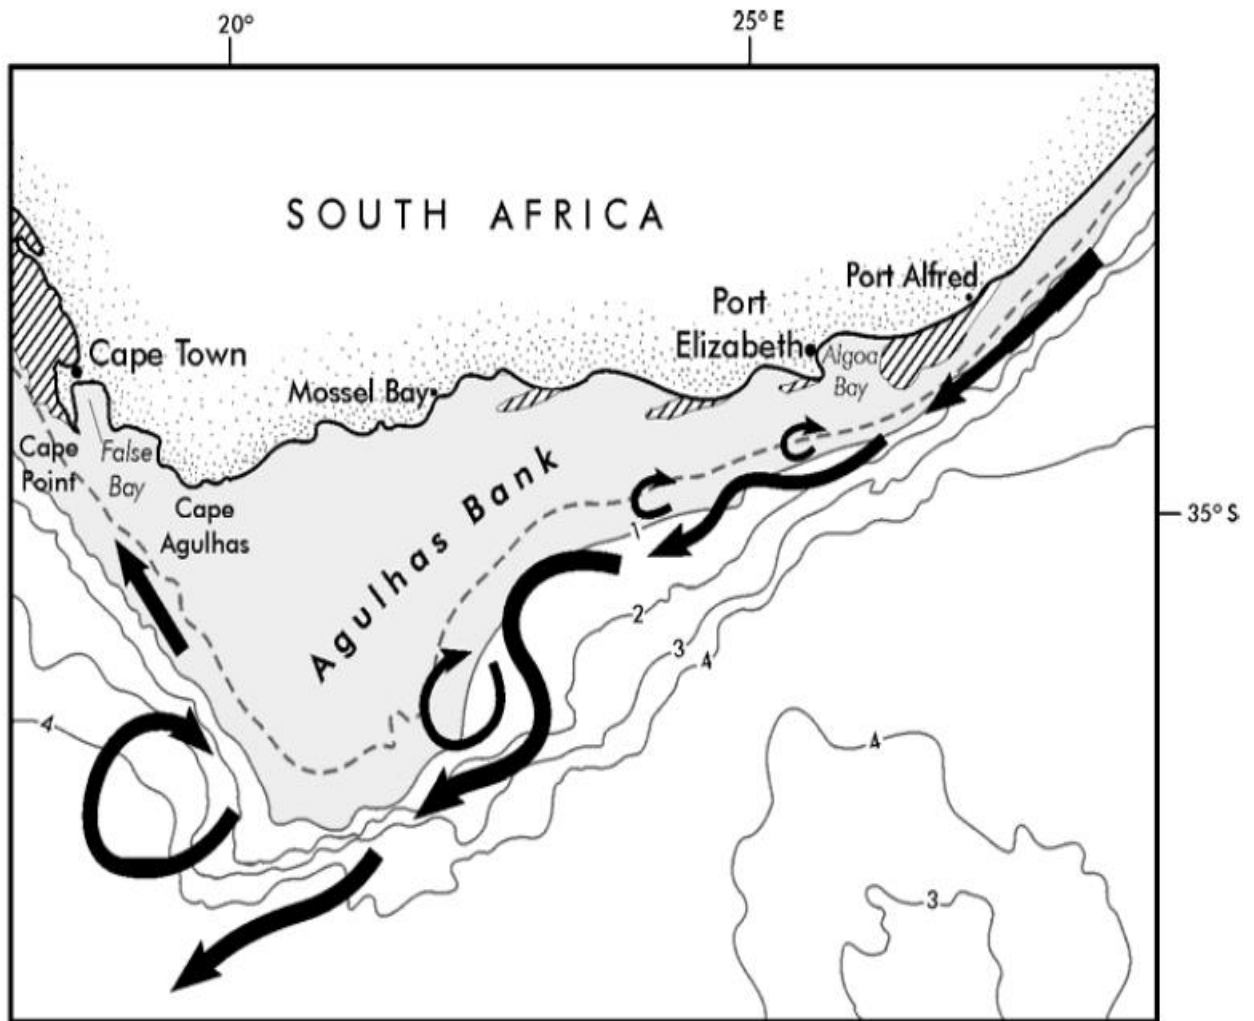 20°
25° E
SOUTH AFRICA
Port Alfred
Port
Elizabeth
Algoa
Bay
Cape Town
Mossel Bay
Cape
Point
False
Bay
Cape
Agulhas
Agulhas Bank
35° S
1
2
3
4
4
4
3